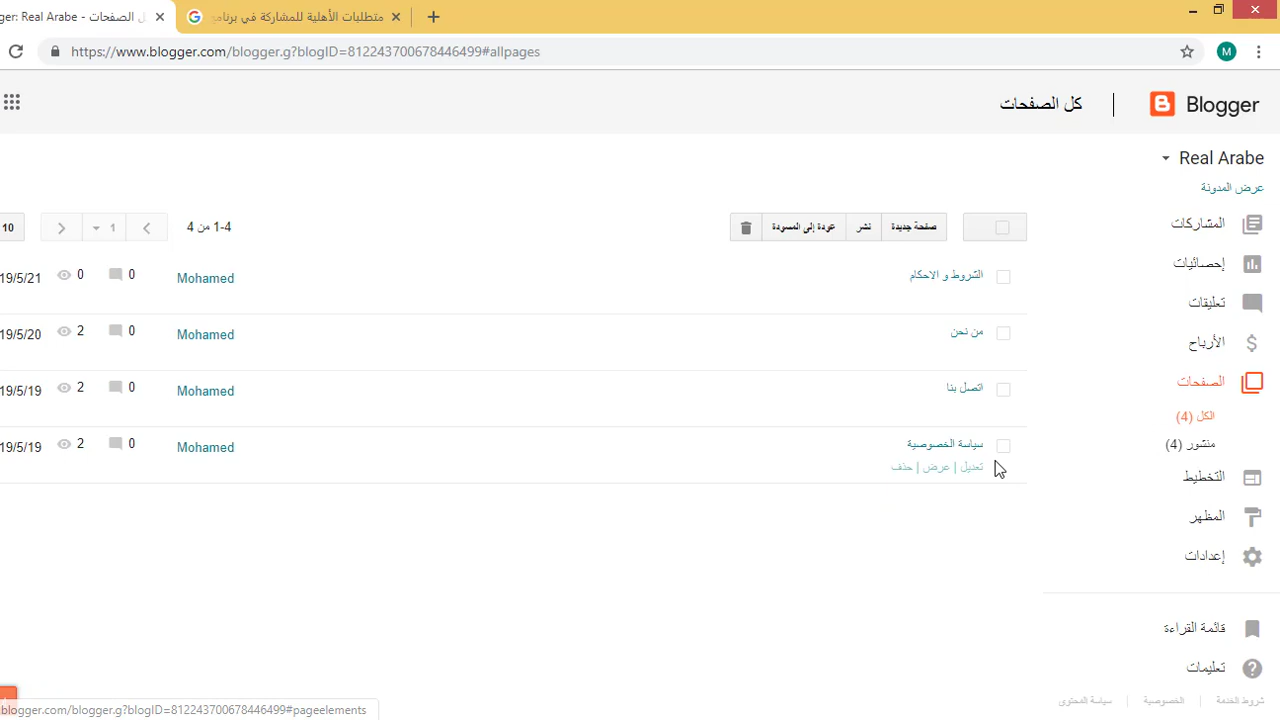 ger: Real Arabe - كل الصفحات
متطلبات الأهلية للمشاركة في برنامج
https://www.blogger.com/blogger.g?blogID=812243700678446499#allpages
M
كل الصفحات
Blogger
Real Arabe
عرض المدونة
المشاركات
إحصائيات
تعليقات
الأرباح
الصفحات
الكل (4)
منشور (4)
التخطيط
المظهر
إعدادات
قائمة القراءة
تعليمات
شروط الخدمة | الخصوصية | سياسة المحتوى
صفحة جديدة نشر عودة إلى المسودة
1-4 من 4
1
10
الشروط و الاحكام
Mohamed 0 0 19/5/21
من نحن
Mohamed 0 2 19/5/20
اتصل بنا
Mohamed 0 2 19/5/19
سياسة الخصوصية
تعديل | عرض | حذف
Mohamed 0 2 19/5/19
.blogger.com/blogger.g?blogID=812243700678446499#pageelements